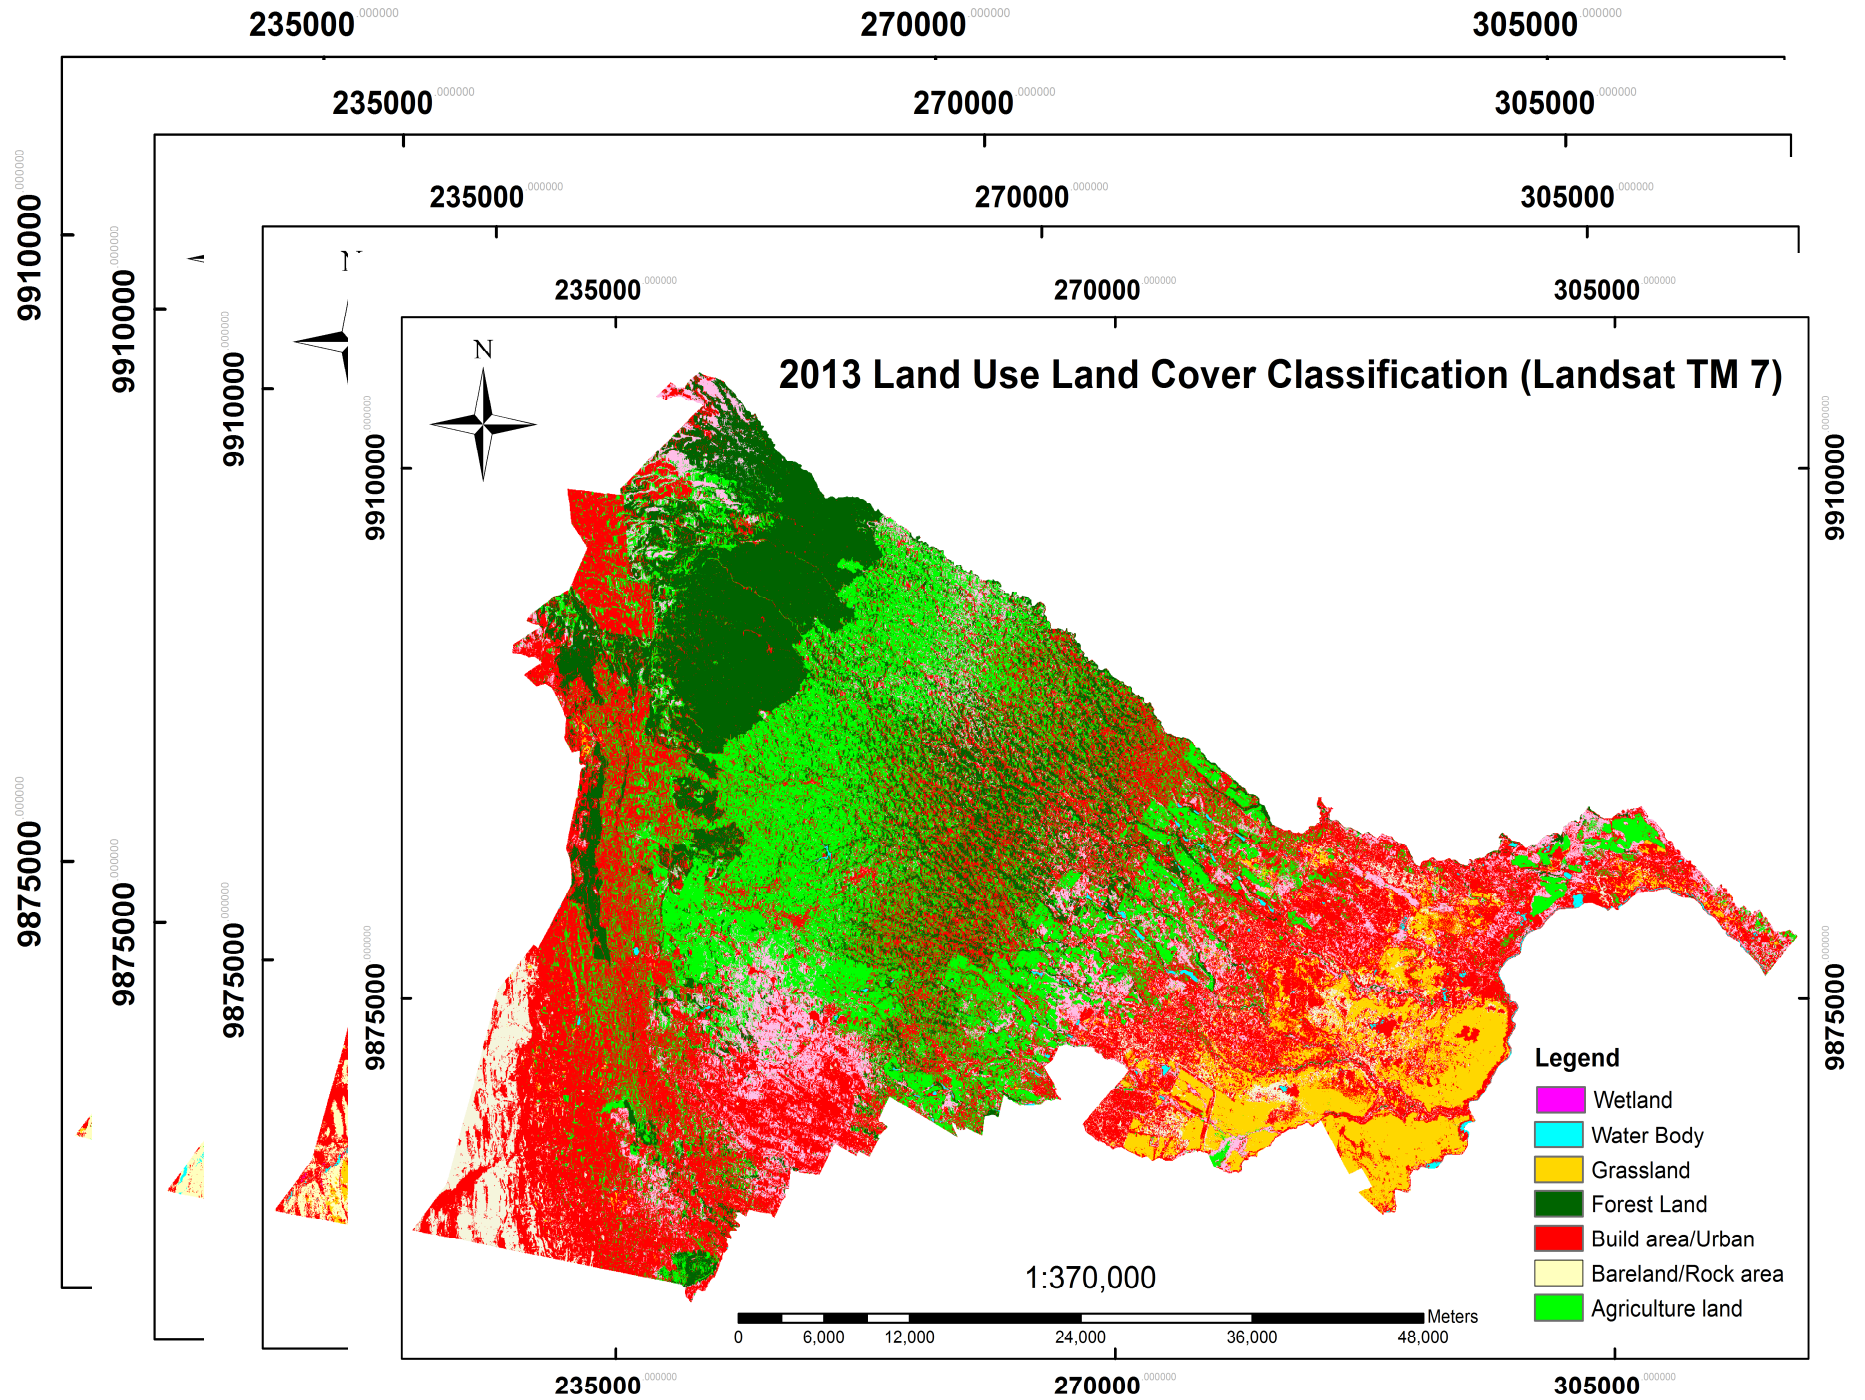 235000.000000 270000.000000 305000.000000
235000.000000 270000.000000 305000.000000
235000.000000 270000.000000 305000.000000
235000.000000 270000.000000 305000.000000
9910000.000000
9875000.000000
9910000.000000
9875000.000000
9910000.000000
9875000.000000
9910000.000000
9875000.000000
N
2013 Land Use Land Cover Classification (Landsat TM 7)
9910000.000000
9875000.000000
Legend
Wetland
Water Body
Grassland
Forest Land
Build area/Urban
Bareland/Rock area
Agriculture land
1:370,000
Meters
0 6,000 12,000 24,000 36,000 48,000
235000.000000 270000.000000 305000.000000